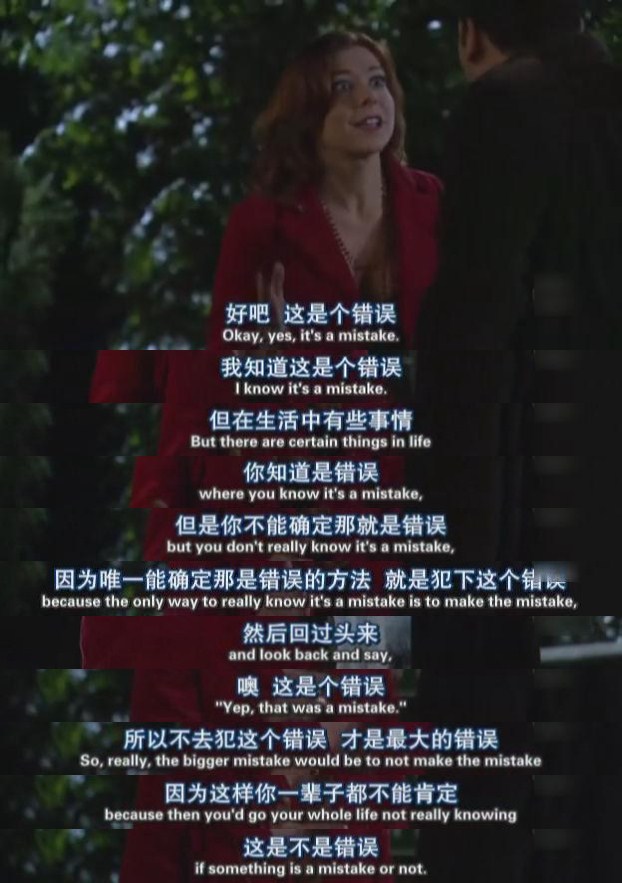 好吧 这是个错误
Okay, yes, it's a mistake.
我知道这是个错误
I know it's a mistake.
但在生活中有些事情
But there are certain things in life
你知道是错误
where you know it's a mistake,
但是你不能确定那就是错误
but you don't really know it's a mistake,
因为唯一能确定那是错误的方法 就是犯下这个错误
because the only way to really know it's a mistake is to make the mistake,
然后回过头来
and look back and say,
噢 这是个错误
"Yep, that was a mistake."
所以不去犯这个错误 才是最大的错误
So, really, the bigger mistake would be to not make the mistake
因为这样你一辈子都不能肯定
because then you'd go your whole life not really knowing
这是不是错误
if something is a mistake or not.